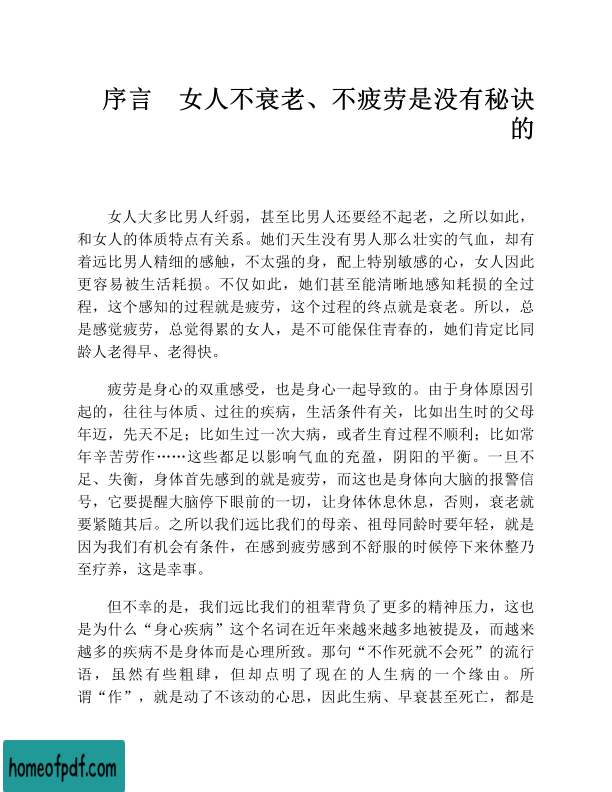 序言　女人不衰老、不疲劳是没有秘诀
的
女人大多比男人纤弱，甚至比男人还要经不起老，之所以如此，
和女人的体质特点有关系。她们天生没有男人那么壮实的气血，却有
着远比男人精细的感触，不太强的身，配上特别敏感的心，女人因此
更容易被生活耗损。不仅如此，她们甚至能清晰地感知耗损的全过
程，这个感知的过程就是疲劳，这个过程的终点就是衰老。所以，总
是感觉疲劳，总觉得累的女人，是不可能保住青春的，她们肯定比同
龄人老得早、老得快。
疲劳是身心的双重感受，也是身心一起导致的。由于身体原因引
起的，往往与体质、过往的疾病，生活条件有关，比如出生时的父母
年迈，先天不足；比如生过一次大病，或者生育过程不顺利；比如常
年辛苦劳作……这些都足以影响气血的充盈，阴阳的平衡。一旦不
足、失衡，身体首先感到的就是疲劳，而这也是身体向大脑的报警信
号，它要提醒大脑停下眼前的一切，让身体休息休息，否则，衰老就
要紧随其后。之所以我们远比我们的母亲、祖母同龄时要年轻，就是
因为我们有机会有条件，在感到疲劳感到不舒服的时候停下来休整乃
至疗养，这是幸事。
但不幸的是，我们远比我们的祖辈背负了更多的精神压力，这也
是为什么“身心疾病”这个名词在近年来越来越多地被提及，而越来
越多的疾病不是身体而是心理所致。那句“不作死就不会死”的流行
语，虽然有些粗肆，但却点明了现在的人生病的一个缘由。所
谓“作”，就是动了不该动的心思，因此生病、早衰甚至死亡，都是
homeofpdf.com